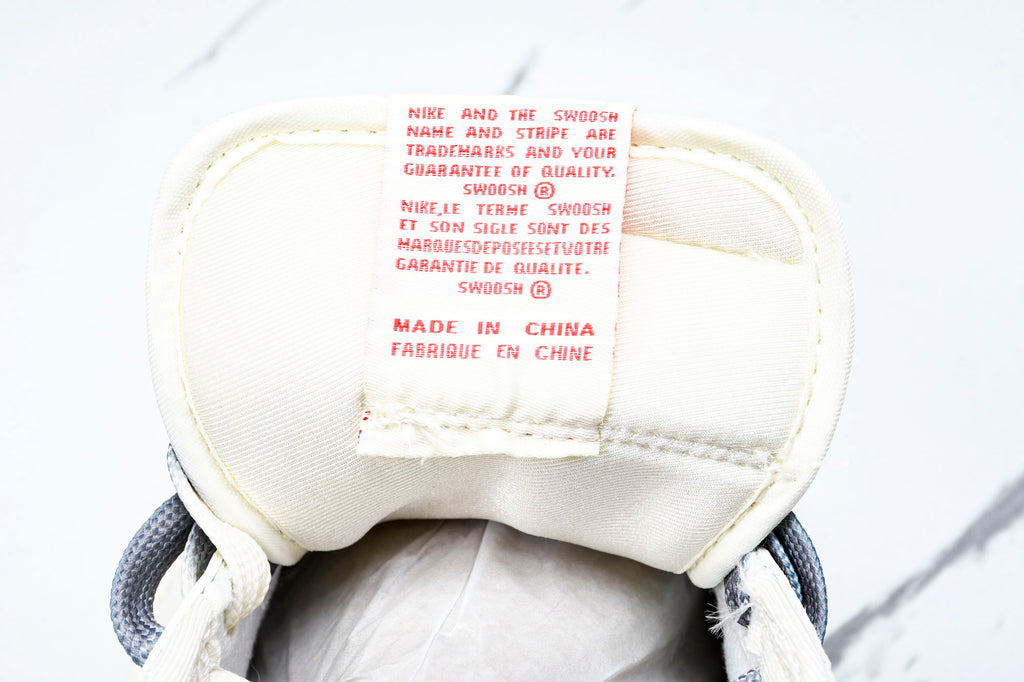 NIKE AND THE SWOOSH
NAME AND STRIPE ARE
TRADEMARKS AND YOUR
GUARANTEE OF QUALITY.
SWOOSH ®
NIKE, LE TERME SWOOSH
ET SON SIGLE SONT DES
MARQUESDEPOSEESETVOTRE
GARANTIE DE QUALITE.
SWOOSH ®
MADE IN CHINA
FABRIQUE EN CHINE